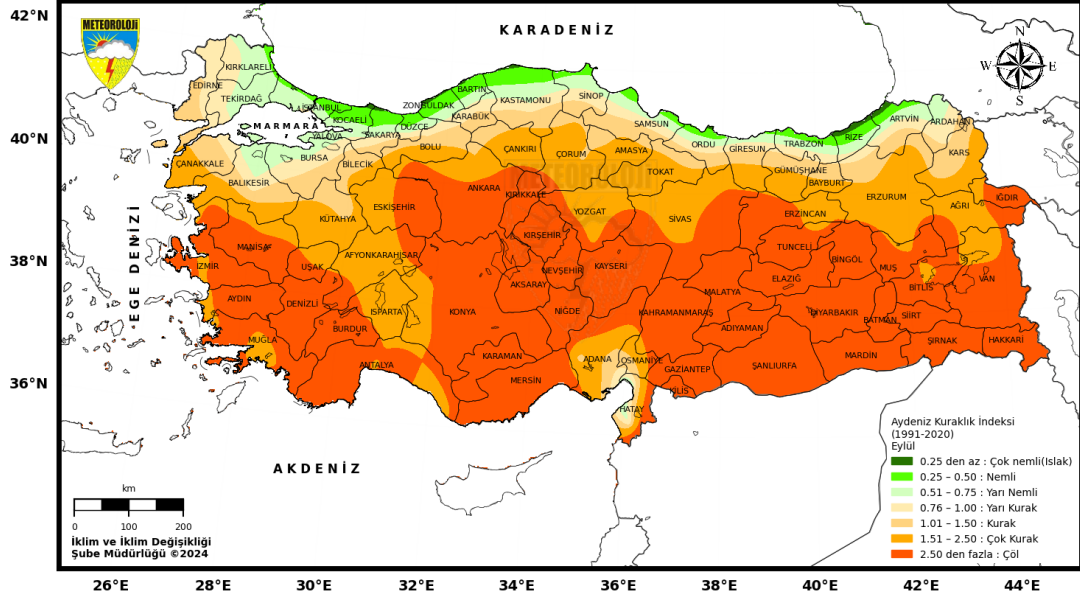 42°N
METEOROLOJİ
KARADENİZ
N
W
E
S
KIRKLARELİ
EDİRNE
TEKİRDAĞ
İSTANBUL
KOCAELİ
MARMARA
YALOVA
SAKARYA
DÜZCE
ZONGULDAK
BARTIN
KARABÜK
KASTAMONU
SİNOP
SAMSUN
ORDU
GİRESUN
TRABZON
RİZE
ARTVİN
ARDAHAN
40°N
ÇANAKKALE
BALIKESİR
BURSA
BİLECİK
BOLU
ÇANKIRI
ÇORUM
AMASYA
TOKAT
GÜMÜŞHANE
BAYBURT
ERZURUM
KARS
IĞDIR
AĞRI
METEOROLOJİ
ANKARA
KIRIKKALE
ESKİŞEHİR
KÜTAHYA
YOZGAT
SİVAS
ERZİNCAN
EGE DENİZİ
38°N
MANİSA
İZMİR
UŞAK
AFYONKARAHİSAR
KIRŞEHİR
NEVŞEHİR
KAYSERİ
AKSARAY
TUNCELİ
BİNGÖL
MUŞ
ELAZIĞ
BİTLİS
VAN
AYDIN
DENİZLİ
ISPARTA
BURDUR
KONYA
NİĞDE
MALATYA
KAHRAMANMARAŞ
ADIYAMAN
DİYARBAKIR
BATMAN
SİİRT
ŞIRNAK
HAKKARİ
MARDİN
ŞANLIURFA
MUĞLA
ANTALYA
KARAMAN
MERSİN
ADANA
OSMANİYE
GAZİANTEP
KİLİS
HATAY
36°N
AKDENİZ
Aydeniz Kuraklık İndeksi
(1991-2020)
Eylül
0.25 den az : Çok nemli(Islak)
0.25 – 0.50 : Nemli
0.51 – 0.75 : Yarı Nemli
0.76 – 1.00 : Yarı Kurak
1.01 – 1.50 : Kurak
1.51 – 2.50 : Çok Kurak
2.50 den fazla : Çöl
km
0 100 200
İklim ve İklim Değişikliği
Şube Müdürlüğü ©2024
26°E 28°E 30°E 32°E 34°E 36°E 38°E 40°E 42°E 44°E